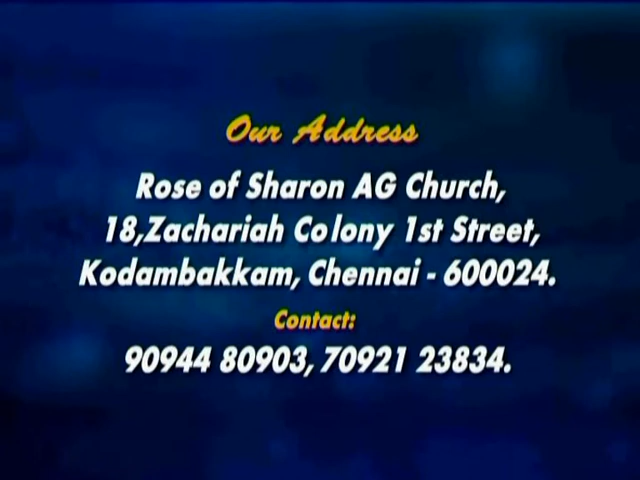 Our Address
Rose of Sharon AG Church,
18,Zachariah Colony 1st Street,
Kodambakkam, Chennai - 600024.
Contact:
90944 80903, 70921 23834.